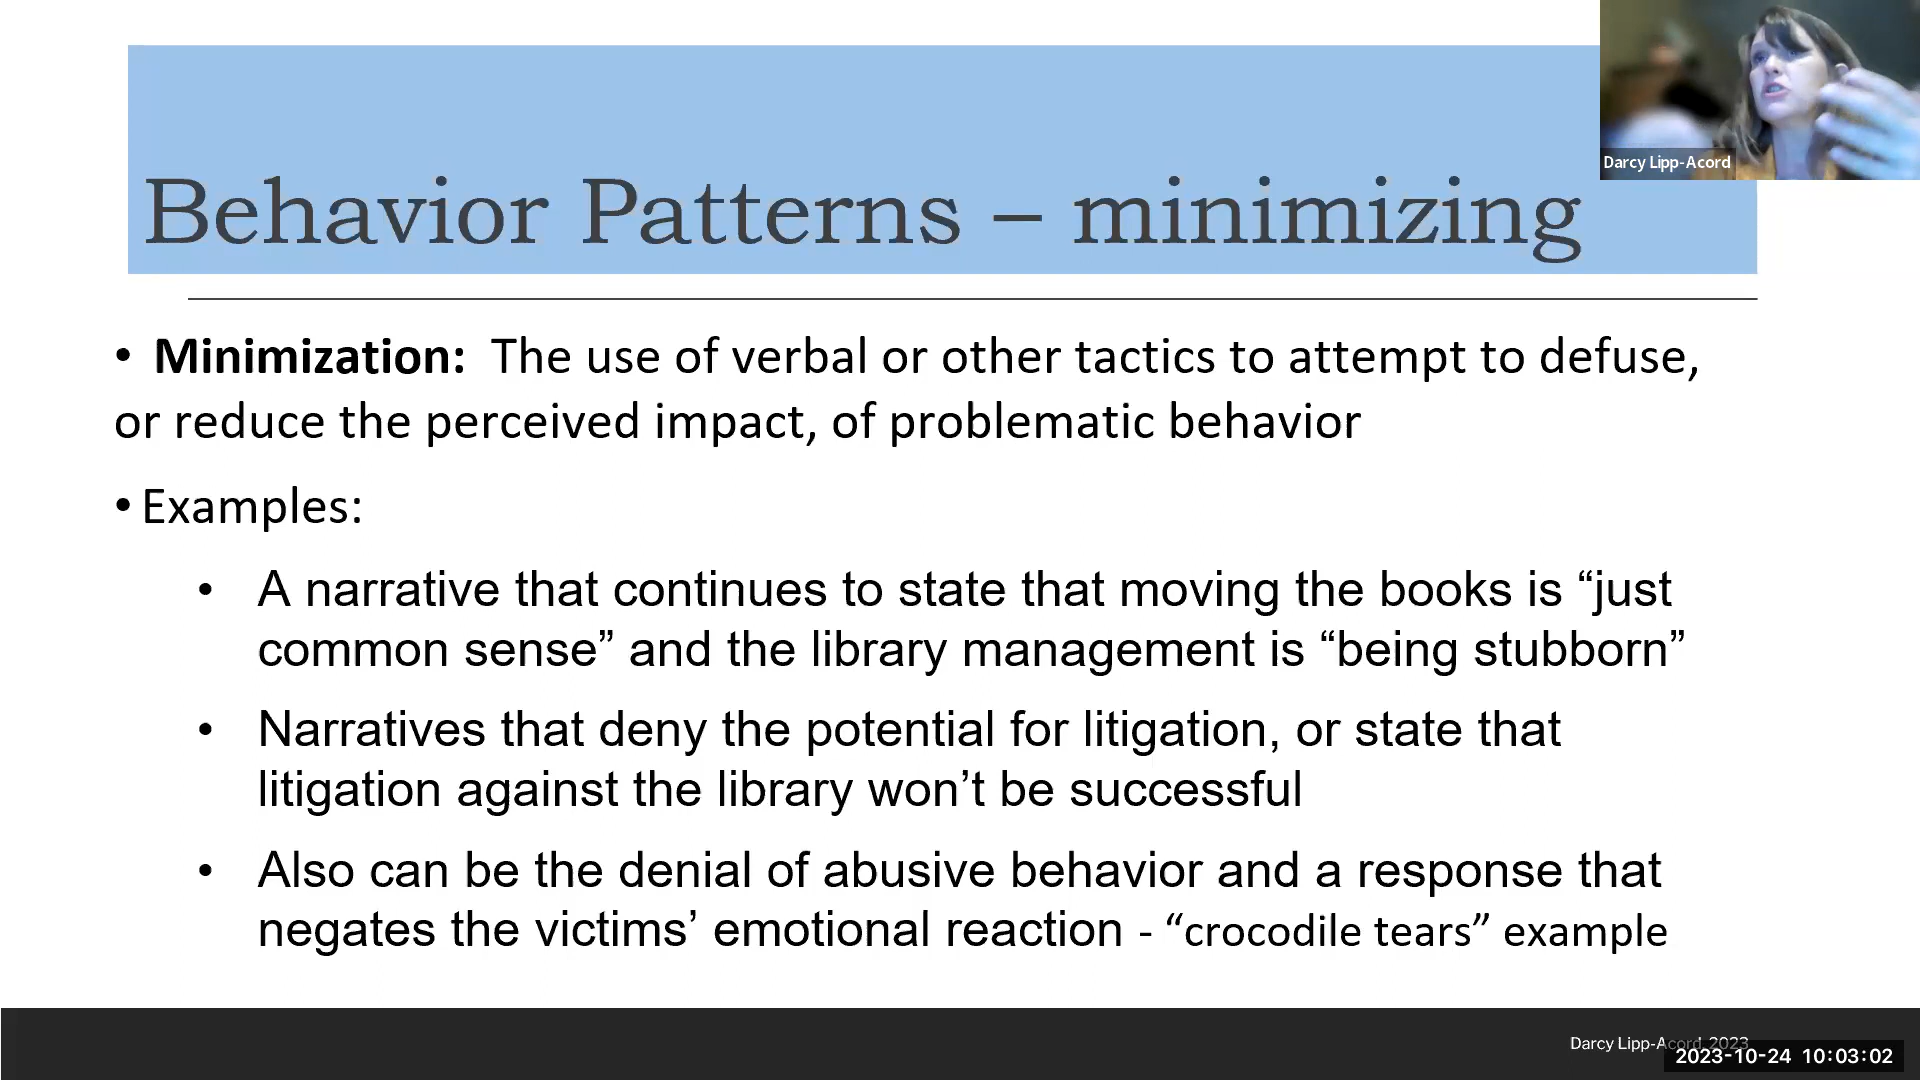 Darcy Lipp-Acord
Behavior Patterns – minimizing
• Minimization: The use of verbal or other tactics to attempt to defuse,
or reduce the perceived impact, of problematic behavior
• Examples:
• A narrative that continues to state that moving the books is “just
common sense” and the library management is “being stubborn”
• Narratives that deny the potential for litigation, or state that
litigation against the library won’t be successful
• Also can be the denial of abusive behavior and a response that
negates the victims’ emotional reaction - “crocodile tears” example
Darcy Lipp-Acord, 2023
2023-10-24 10:03:02